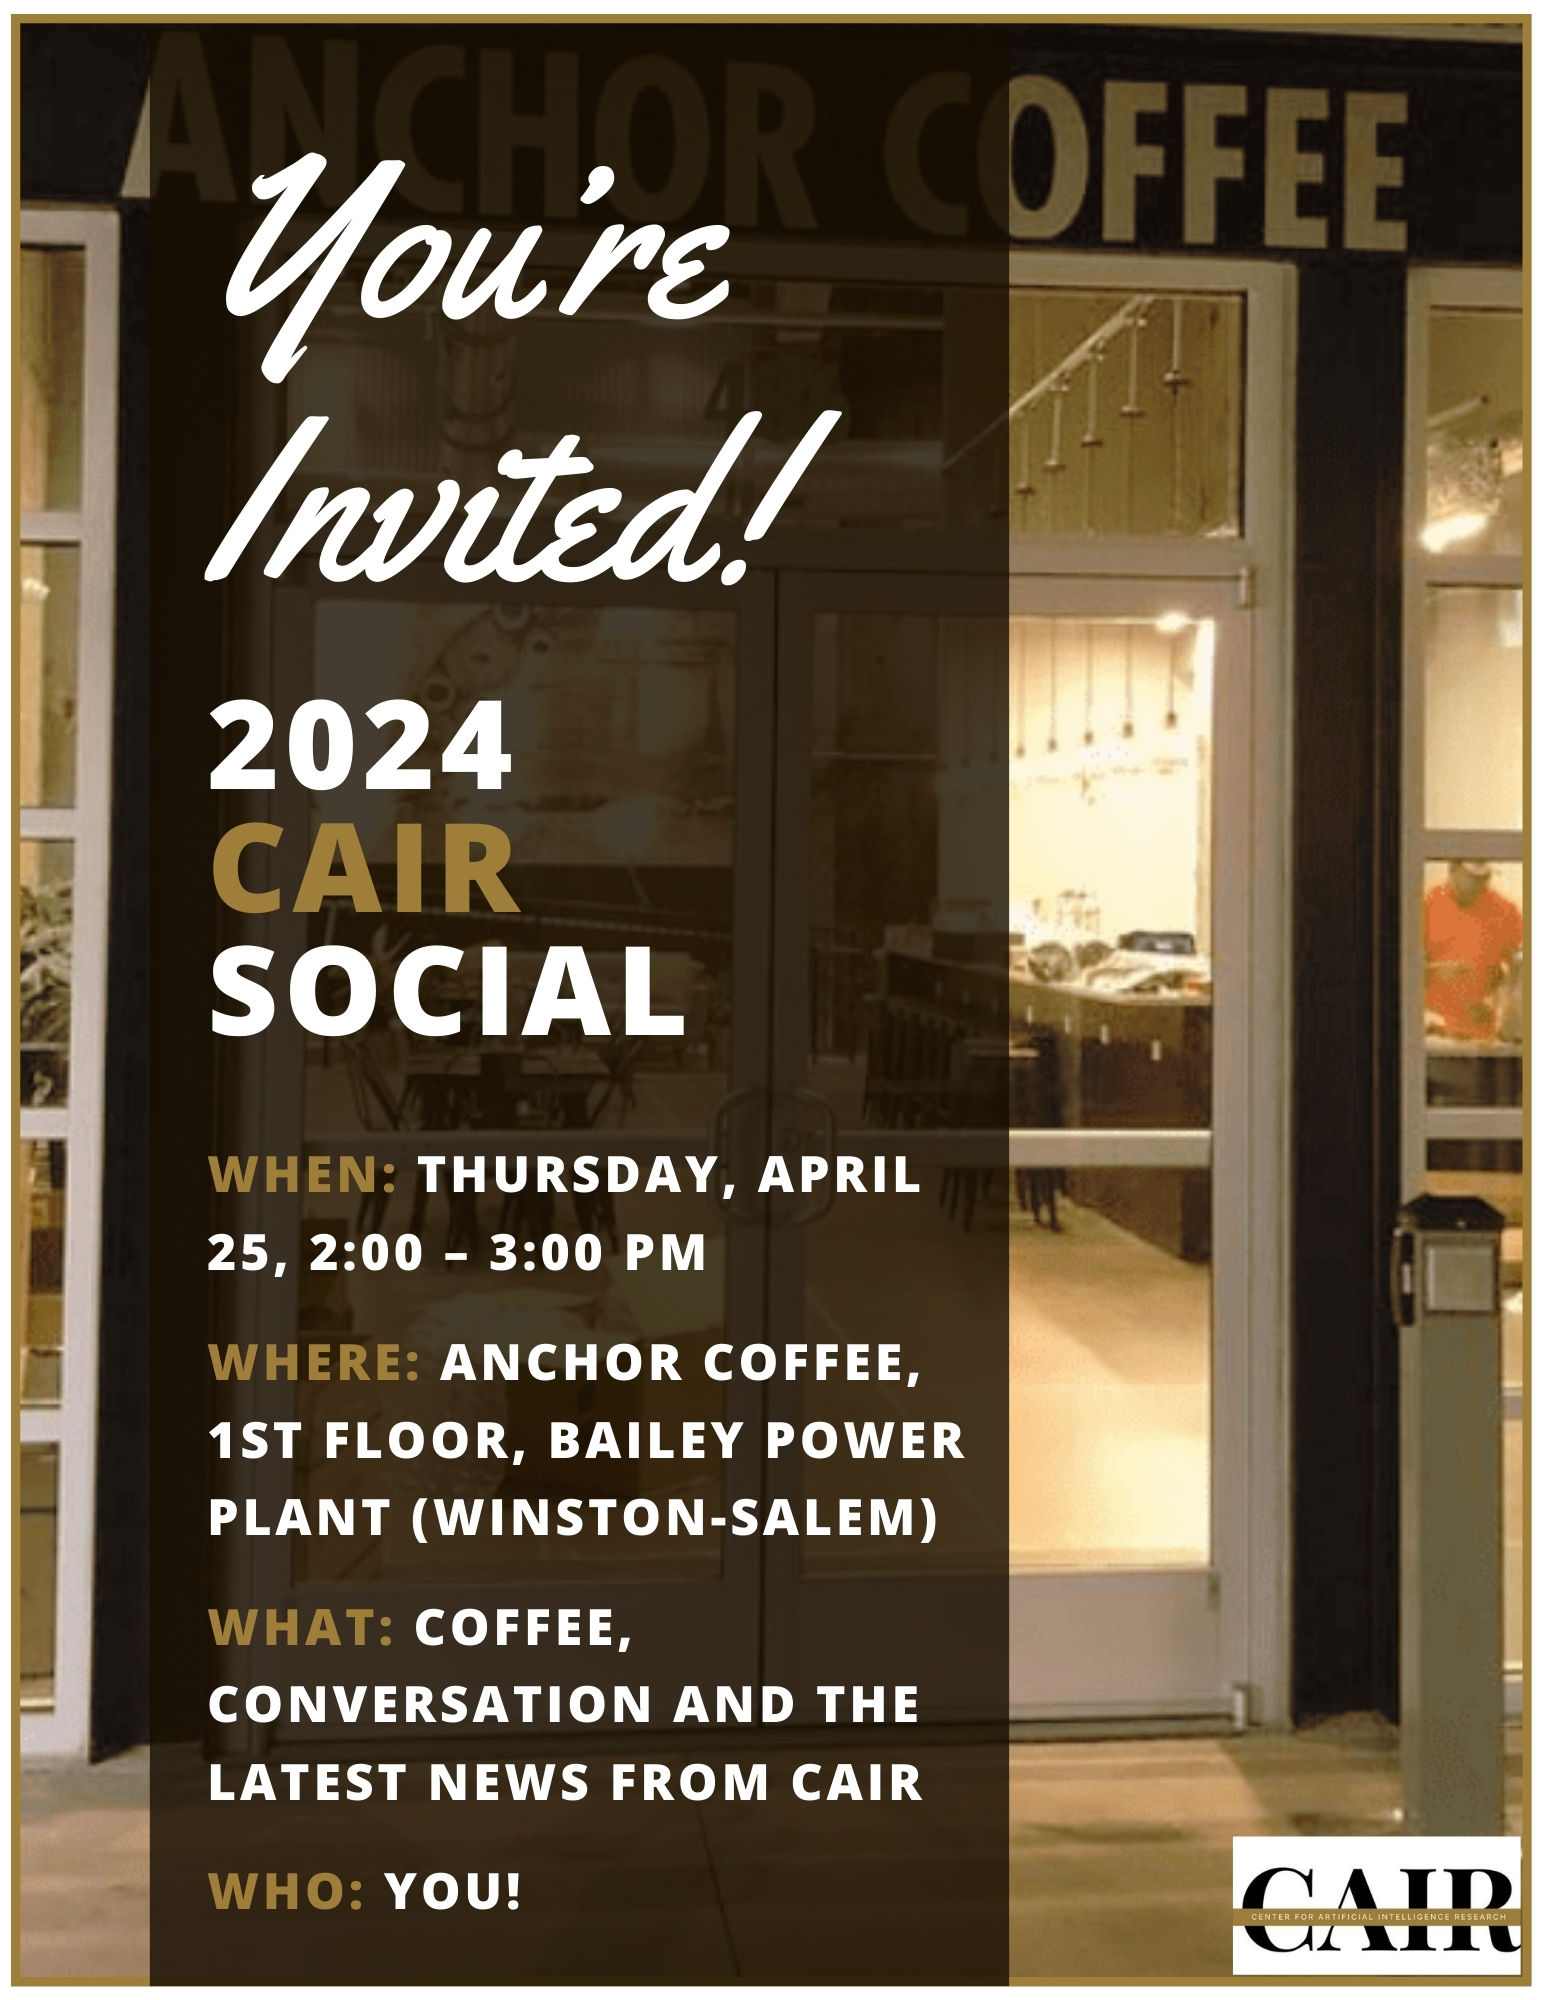 ANCHOR COFFEE
You're
Invited!
2024
CAIR
SOCIAL
WHEN: THURSDAY, APRIL
25, 2:00 – 3:00 PM
WHERE: ANCHOR COFFEE,
1ST FLOOR, BAILEY POWER
PLANT (WINSTON-SALEM)
WHAT: COFFEE,
CONVERSATION AND THE
LATEST NEWS FROM CAIR
WHO: YOU!
CAIR
CENTER FOR ARTIFICIAL INTELLIGENCE RESEARCH